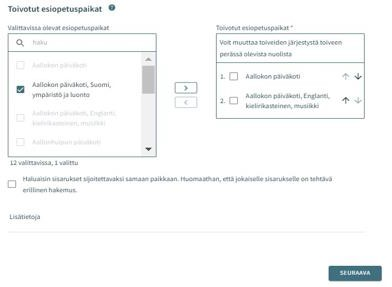 Toivotut esiopetuspaikat ?
Valittavissa olevat esiopetuspaikat
haku
Aallokon päiväkoti
Aallokon päiväkoti, Suomi,
ympäristö ja luonto
Aallokon päiväkoti, Englanti,
kielirikasteinen, musiikki
Aallonhuipun päiväkoti
12 valittavissa, 1 valittu
Toivotut esiopetuspaikat *
Voit muuttaa toiveiden järjestystä toiveen
perässä olevista nuolista
1. Aallokon päiväkoti
2. Aallokon päiväkoti, Englanti,
kielirikasteinen, musiikki
Haluaisin sisarukset sijoitettavaksi samaan paikkaan. Huomaathan, että jokaiselle sisarukselle on tehtävä
erillinen hakemus.
Lisätietoja
SEURAAVA